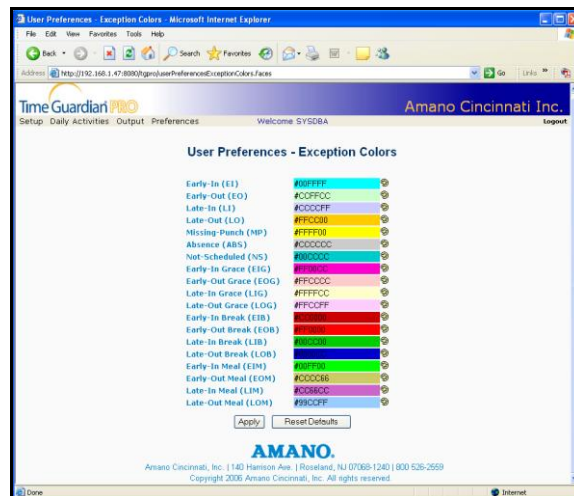 User Preferences - Exception Colors - Microsoft Internet Explorer
File Edit View Favorites Tools Help
Back Search Favorites
Address http://192.168.1.47:8080/tgpro/userPreferencesExceptionColors.faces Go Links »
Time Guardian PRO
Amano Cincinnati Inc.
Setup Daily Activities Output Preferences Welcome SYSDBA Logout
User Preferences - Exception Colors
Early-In (EI) #00FFFF
Early-Out (EO) #CCFFCC
Late-In (LI) #CCCCFF
Late-Out (LO) #FFCC00
Missing-Punch (MP) #FFFF00
Absence (ABS) #CCCCCC
Not-Scheduled (NS) #00CCCC
Early-In Grace (EIG) #FF00CC
Early-Out Grace (EOG) #FFCCCC
Late-In Grace (LIG) #FFFFCC
Late-Out Grace (LOG) #FFCCFF
Early-In Break (EIB) #CC0000
Early-Out Break (EOB) #FF0000
Late-In Break (LIB) #00CC00
Late-Out Break (LOB)
Early-In Meal (EIM) #00FF00
Early-Out Meal (EOM) #CCCC66
Late-In Meal (LIM) #CC66CC
Late-Out Meal (LOM) #99CCFF
Apply Reset Defaults
AMANO.
Amano Cincinnati, Inc. | 140 Harrison Ave. | Roseland, NJ 07068-1240 | 800 526-2559
Copyright 2006 Amano Cincinnati, Inc. All rights reserved.
Done Internet